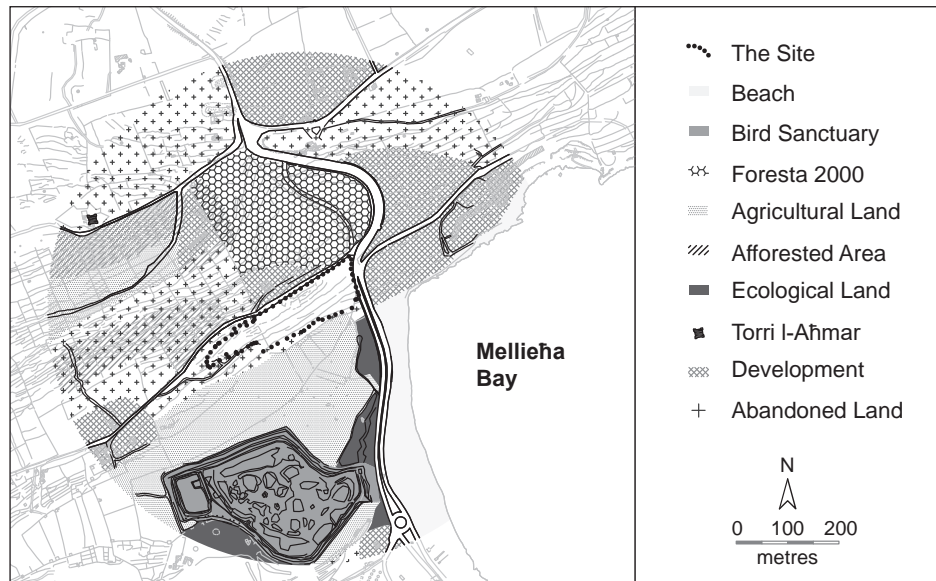 Mellieħa
Bay
The Site
Beach
Bird Sanctuary
Foresta 2000
Agricultural Land
Afforested Area
Ecological Land
Torri l-Aħmar
Development
Abandoned Land
N
0 100 200
metres